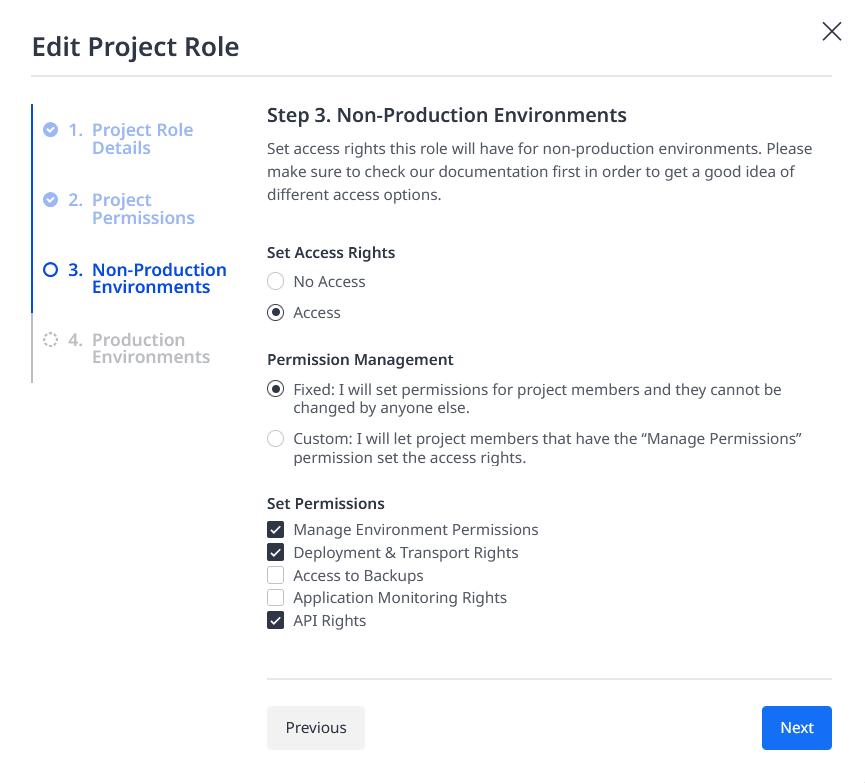 Edit Project Role
1. Project Role
Details
2. Project
Permissions
3. Non-Production
Environments
4. Production
Environments
Step 3. Non-Production Environments
Set access rights this role will have for non-production environments. Please
make sure to check our documentation first in order to get a good idea of
different access options.
Set Access Rights
No Access
Access
Permission Management
Fixed: I will set permissions for project members and they cannot be
changed by anyone else.
Custom: I will let project members that have the “Manage Permissions”
permission set the access rights.
Set Permissions
Manage Environment Permissions
Deployment & Transport Rights
Access to Backups
Application Monitoring Rights
API Rights
Previous
Next